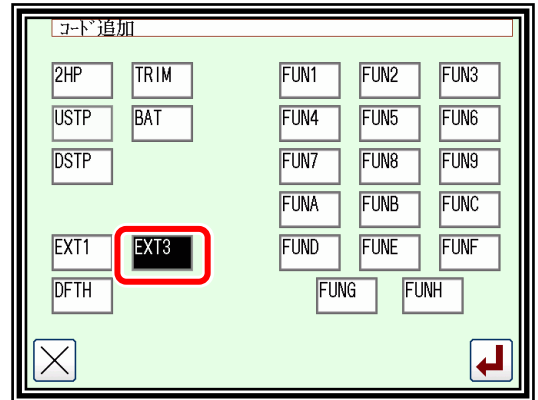 コード追加
2HP TRIM FUN1 FUN2 FUN3
USTP BAT FUN4 FUN5 FUN6
DSTP FUN7 FUN8 FUN9
FUNA FUNB FUNC
EXT1 EXT3 FUND FUNE FUNF
DFTH FUNG FUNH